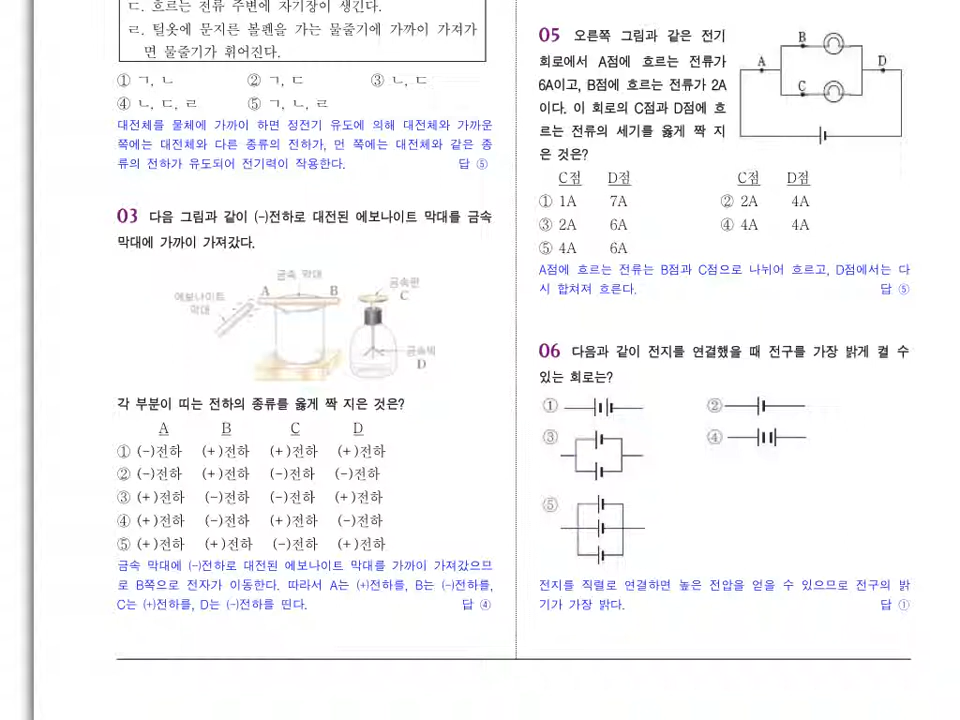 ㄷ. 흐르는 전류 주변에 자기장이 생긴다.
ㄹ. 털옷에 문지른 볼펜을 가는 물줄기에 가까이 가져가
면 물줄기가 휘어진다.
① ㄱ, ㄴ ② ㄱ, ㄷ ③ ㄴ, ㄷ
④ ㄴ, ㄷ, ㄹ ⑤ ㄱ, ㄴ, ㄹ
대전체를 물체에 가까이 하면 정전기 유도에 의해 대전체와 가까운
쪽에는 대전체와 다른 종류의 전하가, 먼 쪽에는 대전체와 같은 종
류의 전하가 유도되어 전기력이 작용한다. 답 ⑤
03 다음 그림과 같이 (-)전하로 대전된 에보나이트 막대를 금속
막대에 가까이 가져갔다.
금속 막대
에보나이트
막대
A B
금속판
C
금속박
D
각 부분이 띠는 전하의 종류를 옳게 짝 지은 것은?
A B C D
① (-)전하 (+)전하 (+)전하 (+)전하
② (-)전하 (+)전하 (-)전하 (-)전하
③ (+)전하 (-)전하 (-)전하 (+)전하
④ (+)전하 (-)전하 (+)전하 (-)전하
⑤ (+)전하 (+)전하 (-)전하 (+)전하
금속 막대에 (-)전하로 대전된 에보나이트 막대를 가까이 가져갔으므
로 B쪽으로 전자가 이동한다. 따라서 A는 (+)전하를, B는 (-)전하를,
C는 (+)전하를, D는 (-)전하를 띤다. 답 ④
05 오른쪽 그림과 같은 전기
회로에서 A점에 흐르는 전류가
6A이고, B점에 흐르는 전류가 2A
이다. 이 회로의 C점과 D점에 흐
르는 전류의 세기를 옳게 짝 지
은 것은?
B
A
D
C
C점 D점 C점 D점
① 1A 7A ② 2A 4A
③ 2A 6A ④ 4A 4A
⑤ 4A 6A
A점에 흐르는 전류는 B점과 C점으로 나뉘어 흐르고, D점에서는 다
시 합쳐져 흐른다. 답 ⑤
06 다음과 같이 전지를 연결했을 때 전구를 가장 밝게 켤 수
있는 회로는?
① ②
③ ④
⑤
전지를 직렬로 연결하면 높은 전압을 얻을 수 있으므로 전구의 밝
기가 가장 밝다. 답 ①